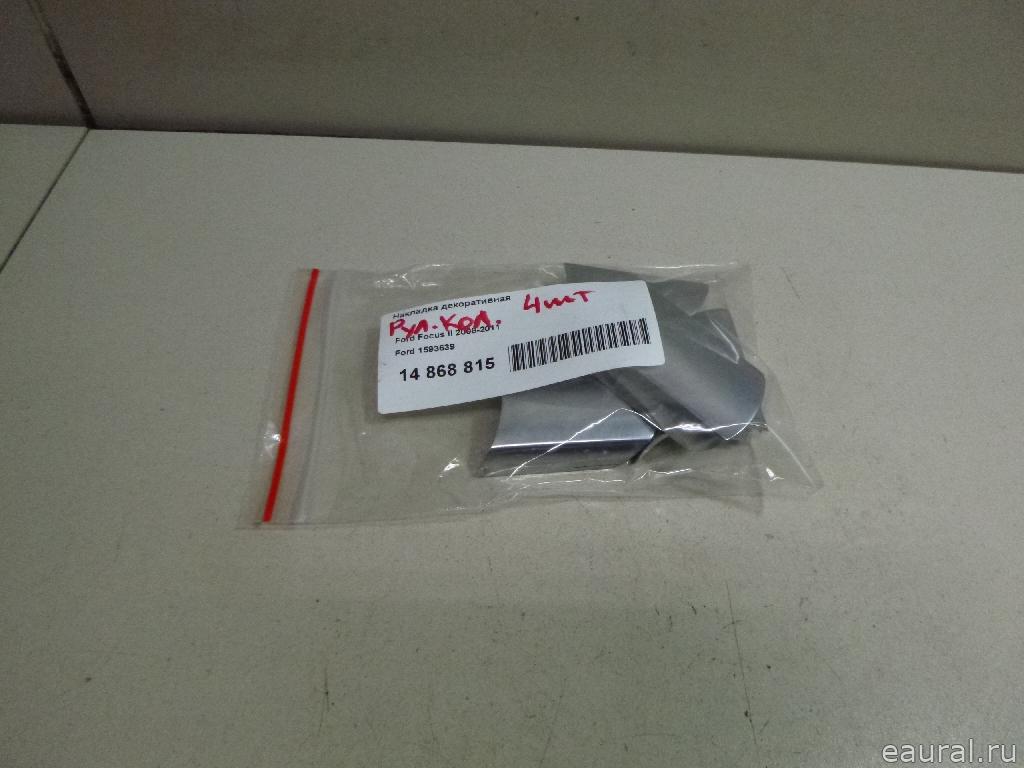 Накладка декоративная
Рул. кол. 4шт
Ford Focus II 2008-2011
Ford 1593639
14 868 815
eaural.ru